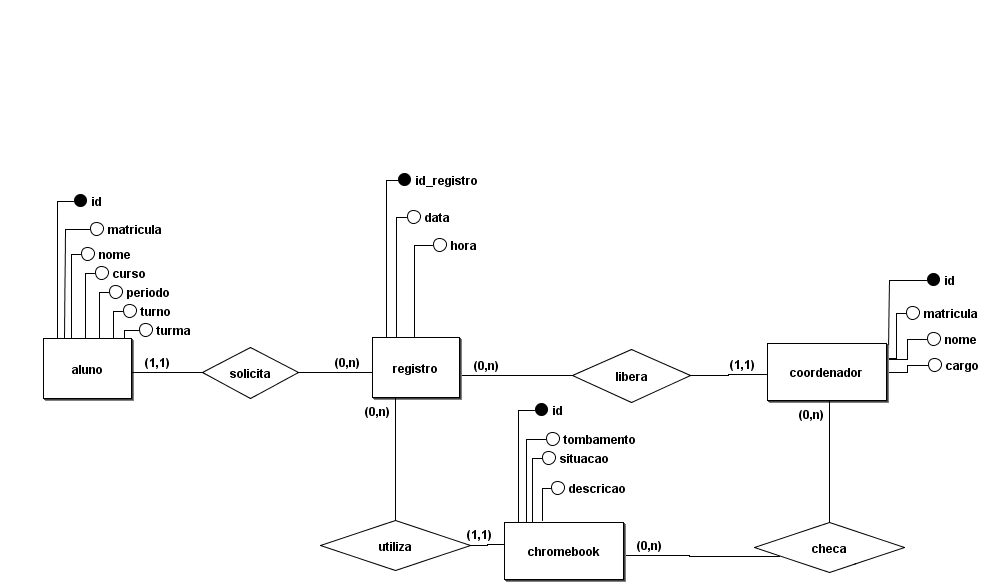 id_registro
id
matricula
data
nome
hora
curso
periodo
turno
turma
id
matricula
nome
cargo
aluno
(1,1)
solicita
(0,n)
registro
(0,n)
libera
(1,1)
coordenador
(0,n)
(0,n)
id
tombamento
situacao
descricao
utiliza
(1,1)
chromebook
(0,n)
checa